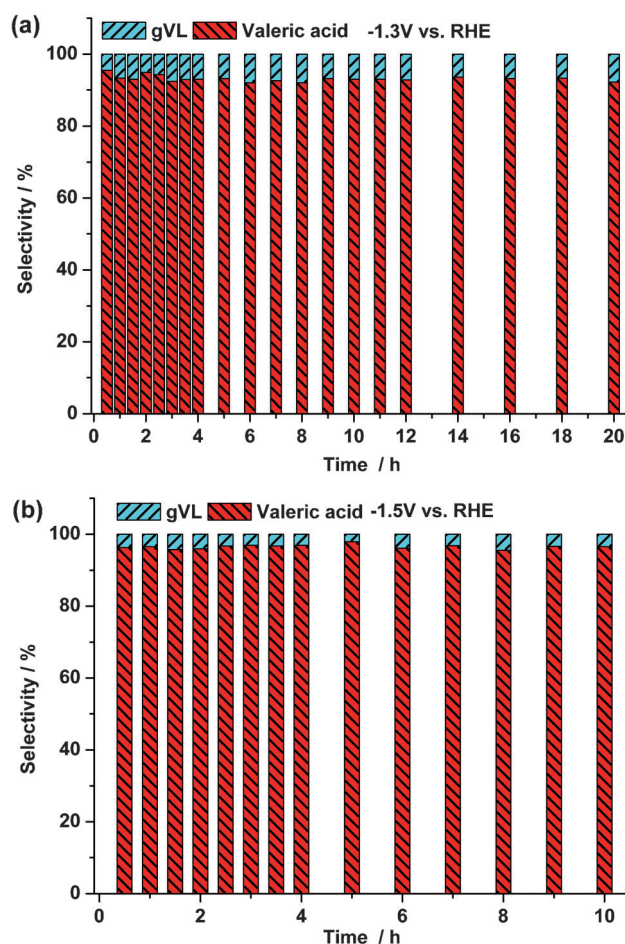 (a)
gVL Valeric acid -1.3V vs. RHE
100
80
60
40
20
0
Selectivity / %
0 2 4 6 8 10 12 14 16 18 20
Time / h
(b)
gVL Valeric acid -1.5V vs. RHE
100
80
60
40
20
0
Selectivity / %
0 2 4 6 8 10
Time / h